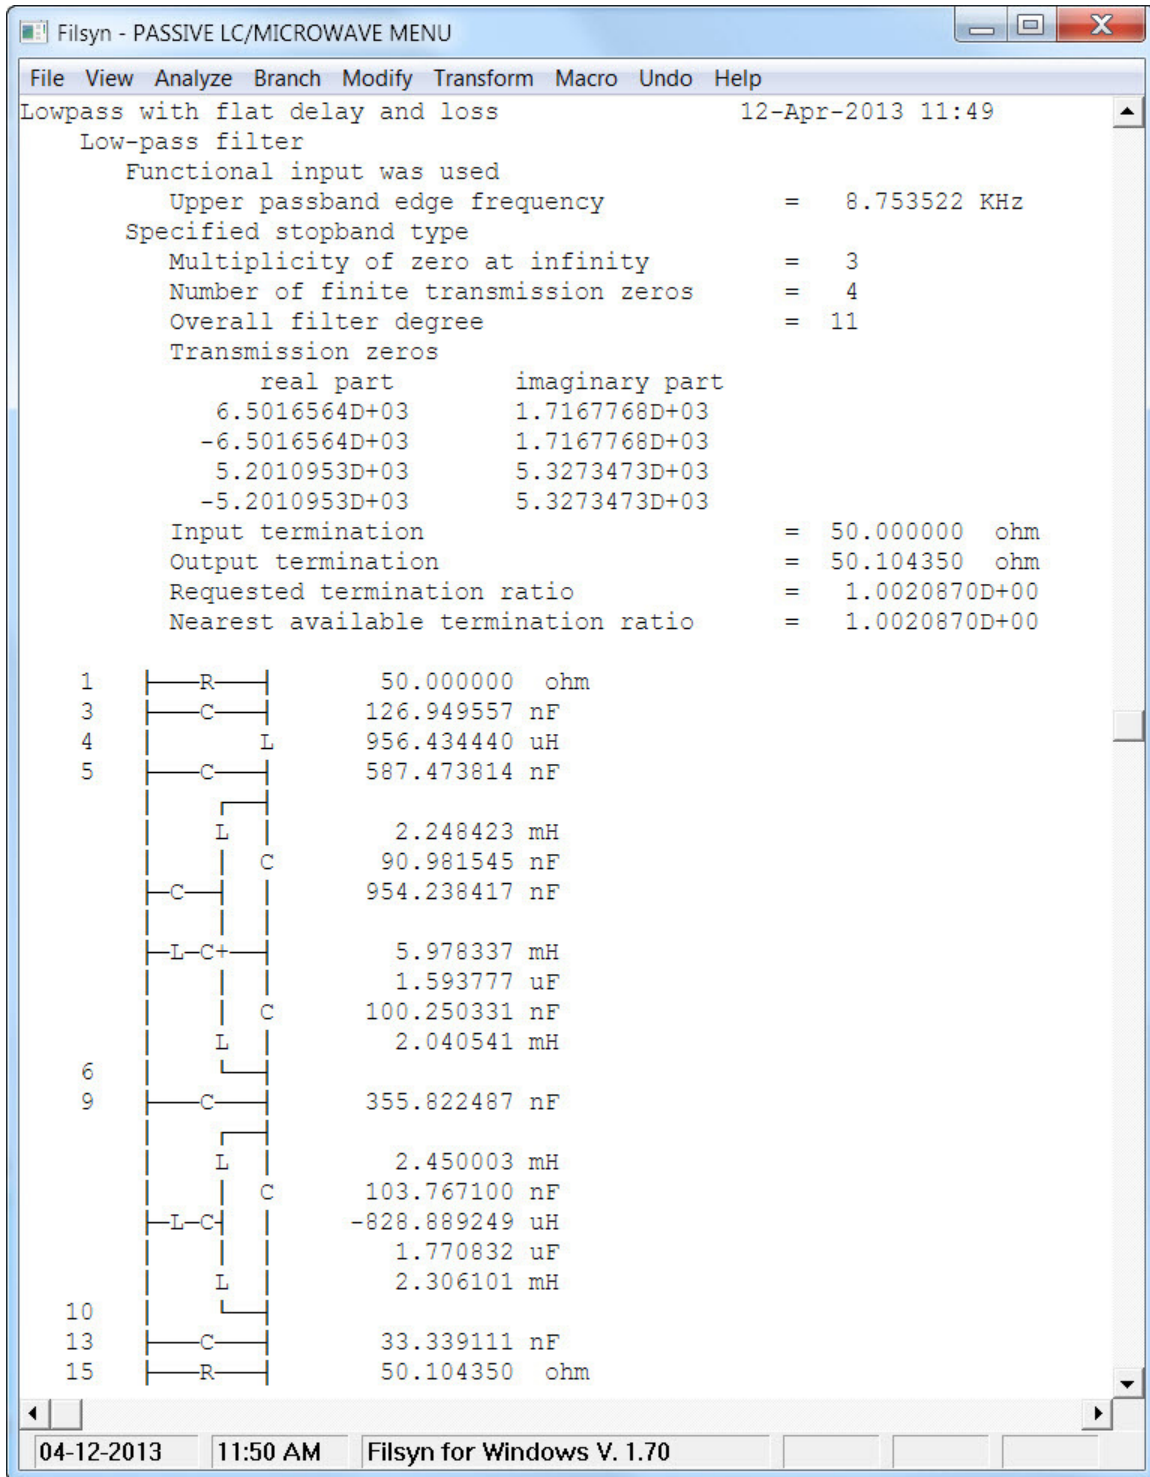 Filsyn - PASSIVE LC/MICROWAVE MENU
File View Analyze Branch Modify Transform Macro Undo Help
Lowpass with flat delay and loss 12-Apr-2013 11:49
Low-pass filter
Functional input was used
Upper passband edge frequency = 8.753522 KHz
Specified stopband type
Multiplicity of zero at infinity = 3
Number of finite transmission zeros = 4
Overall filter degree = 11
Transmission zeros
real part imaginary part
6.5016564D+03 1.7167768D+03
-6.5016564D+03 1.7167768D+03
5.2010953D+03 5.3273473D+03
-5.2010953D+03 5.3273473D+03
Input termination = 50.000000 ohm
Output termination = 50.104350 ohm
Requested termination ratio = 1.0020870D+00
Nearest available termination ratio = 1.0020870D+00
1 R 50.000000 ohm
3 C 126.949557 nF
4 L 956.434440 uH
5 C 587.473814 nF
L 2.248423 mH
C 90.981545 nF
C 954.238417 nF
L C+ 5.978337 mH
1.593777 uF
C 100.250331 nF
L 2.040541 mH
6
9 C 355.822487 nF
L 2.450003 mH
C 103.767100 nF
L C -828.889249 uH
1.770832 uF
L 2.306101 mH
10
13 C 33.339111 nF
15 R 50.104350 ohm
04-12-2013 11:50 AM Filsyn for Windows V. 1.70